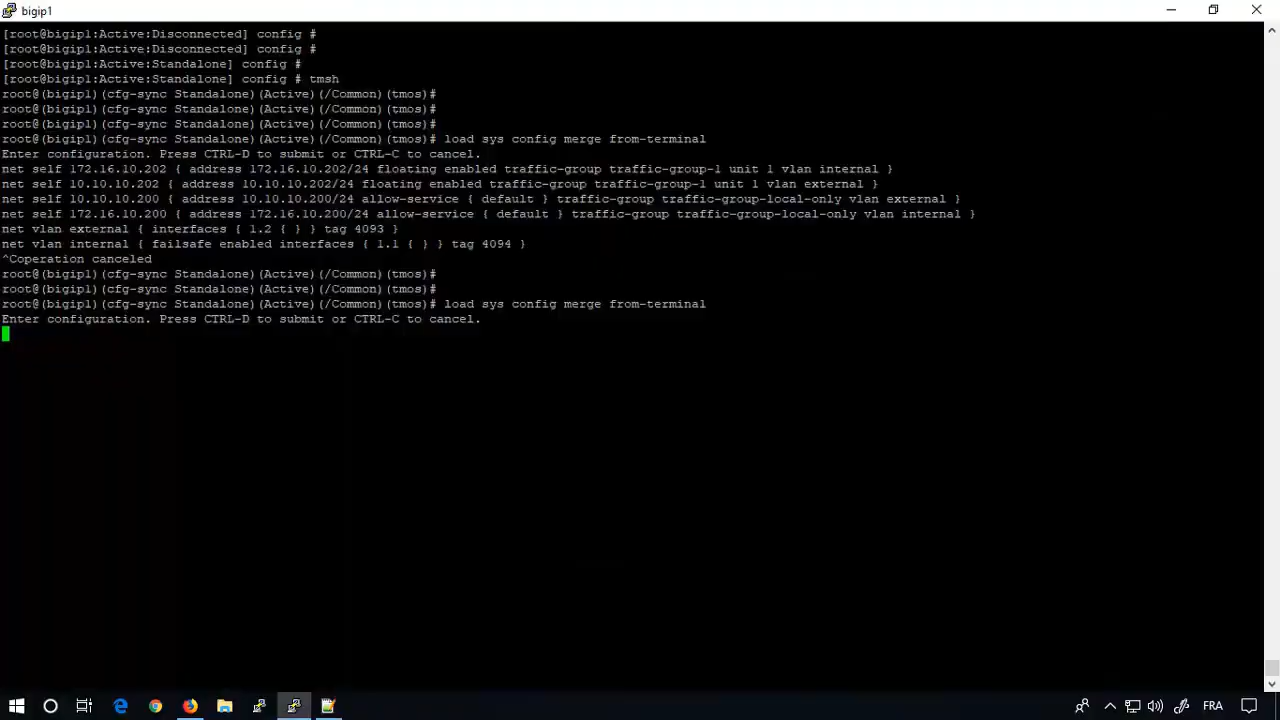 bigip1
[root@bigip1:Active:Disconnected] config #
[root@bigip1:Active:Disconnected] config #
[root@bigip1:Active:Standalone] config #
[root@bigip1:Active:Standalone] config # tmsh
root@(bigip1)(cfg-sync Standalone)(Active)(/Common)(tmos)#
root@(bigip1)(cfg-sync Standalone)(Active)(/Common)(tmos)#
root@(bigip1)(cfg-sync Standalone)(Active)(/Common)(tmos)#
root@(bigip1)(cfg-sync Standalone)(Active)(/Common)(tmos)# load sys config merge from-terminal
Enter configuration. Press CTRL-D to submit or CTRL-C to cancel.
net self 172.16.10.202 { address 172.16.10.202/24 floating enabled traffic-group traffic-group-1 unit 1 vlan internal }
net self 10.10.10.202 { address 10.10.10.202/24 floating enabled traffic-group traffic-group-1 unit 1 vlan external }
net self 10.10.10.200 { address 10.10.10.200/24 allow-service { default } traffic-group traffic-group-local-only vlan external }
net self 172.16.10.200 { address 172.16.10.200/24 allow-service { default } traffic-group traffic-group-local-only vlan internal }
net vlan external { interfaces { 1.2 { } } tag 4093 }
net vlan internal { failsafe enabled interfaces { 1.1 { } } tag 4094 }
^Coperation canceled
root@(bigip1)(cfg-sync Standalone)(Active)(/Common)(tmos)#
root@(bigip1)(cfg-sync Standalone)(Active)(/Common)(tmos)#
root@(bigip1)(cfg-sync Standalone)(Active)(/Common)(tmos)# load sys config merge from-terminal
Enter configuration. Press CTRL-D to submit or CTRL-C to cancel.
FRA